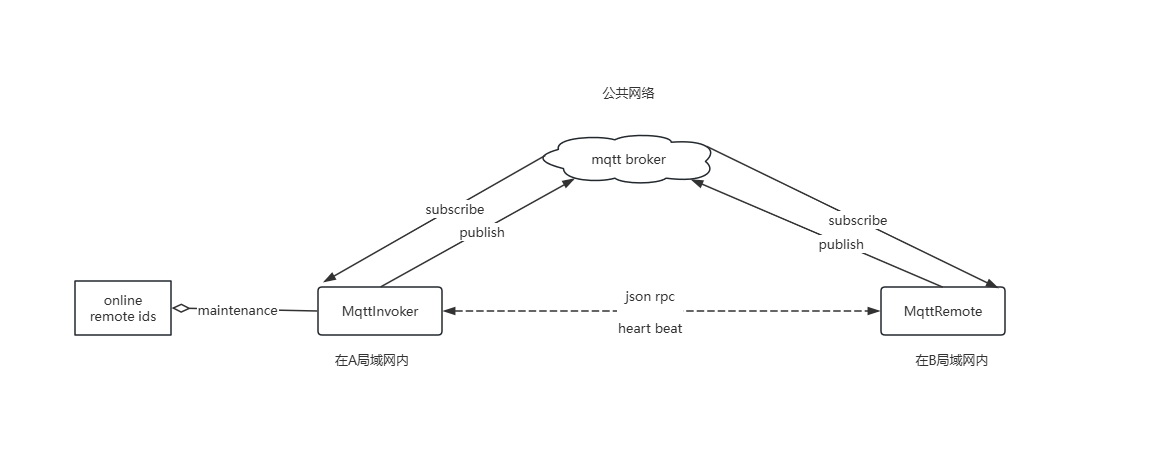 公共网络
mqtt broker
subscribe
publish
subscribe
publish
online
remote ids
maintenance
MqttInvoker
json rpc
heart beat
MqttRemote
在A局域网内
在B局域网内